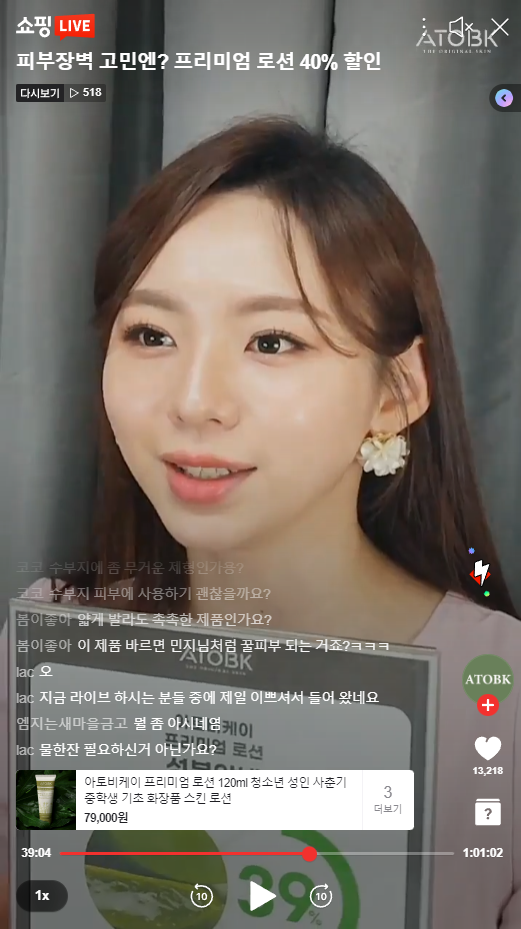 쇼핑 LIVE
ATOBK
THE ORIGINAL SKIN
피부장벽 고민엔? 프리미엄 로션 40% 할인
다시보기 ▷ 518
코코 수부지에 좀 무거운 제형인가용?
코코 수부지 피부에 사용하기 괜찮을까요?
봄이좋아 얇게 발라도 촉촉한 제품인가요?
봄이좋아 이 제품 바르면 민지님처럼 꿀피부 되는 거죠?ㅋㅋㅋ
ATOBK
lac 오
ATOBK
lac 지금 라이브 하시는 분들 중에 제일 이쁘셔서 들어 왔네요
엠지는새마을금고 뭘 좀 아시네염
프리미엄 로션
lac 물한잔 필요하신거 아닌가요?
13,218
아토비케이 프리미엄 로션 120ml 청소년 성인 사춘기
중학생 기초 화장품 스킨 로션
79,000원
3
더보기
?
39:04
1:01:02
39%
1x
10
10